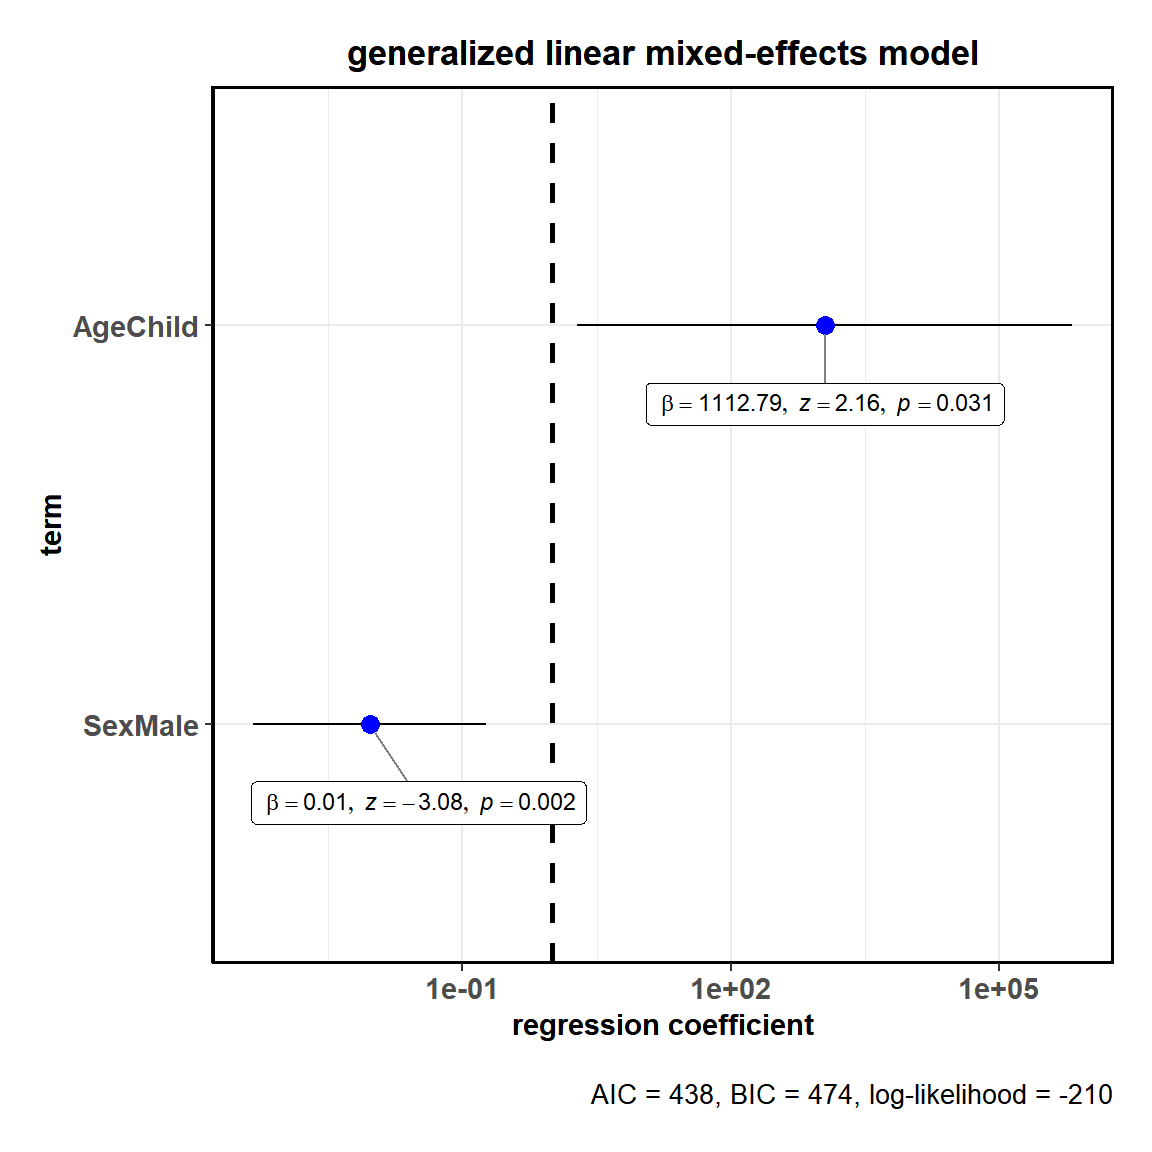 generalized linear mixed-effects model
AgeChild
β = 1112.79, z = 2.16, p = 0.031
term
SexMale
β = 0.01, z = −3.08, p = 0.002
1e-01 1e+02 1e+05
regression coefficient
AIC = 438, BIC = 474, log-likelihood = -210